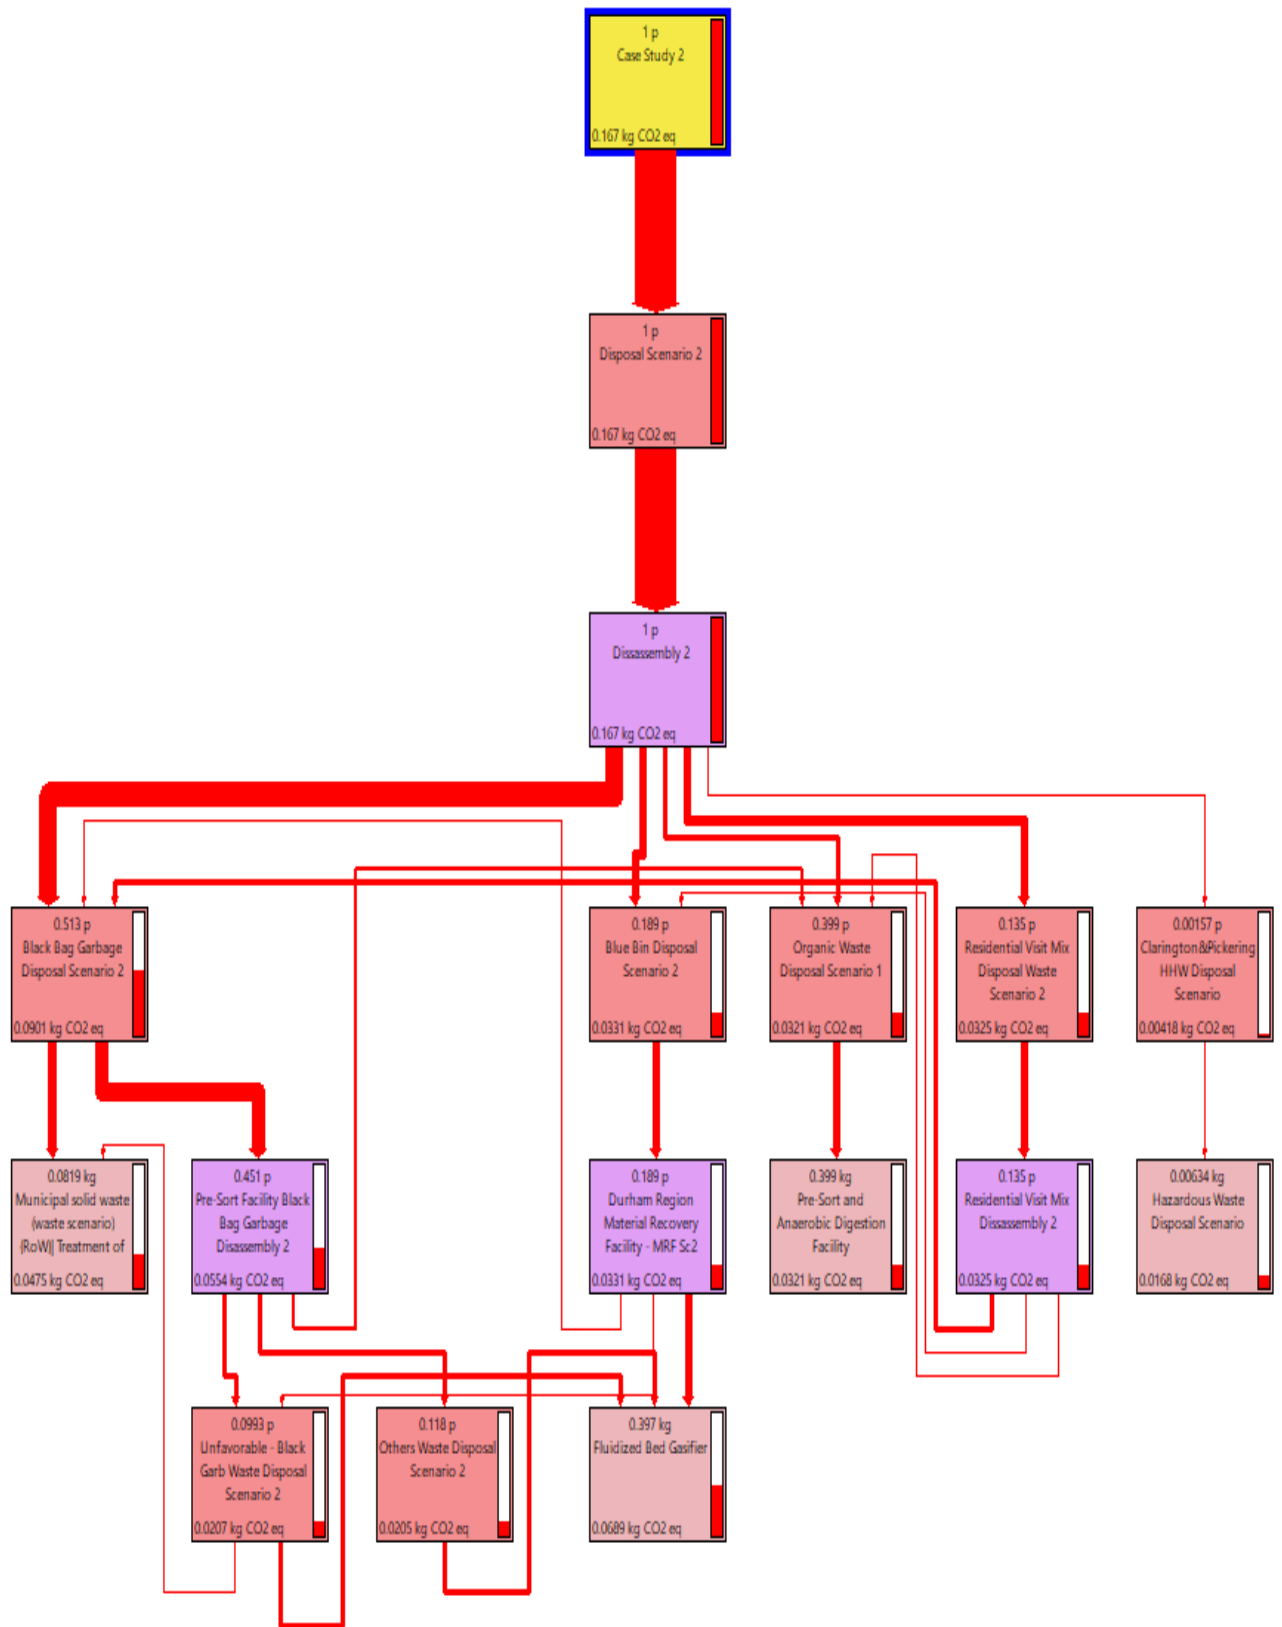 1 p
Case Study 2
0.167 kg CO2 eq
1 p
Disposal Scenario 2
0.167 kg CO2 eq
1 p
Dissassembly 2
0.167 kg CO2 eq
0.513 p
Black Bag Garbage
Disposal Scenario 2
0.0901 kg CO2 eq
0.189 p
Blue Bin Disposal
Scenario 2
0.0331 kg CO2 eq
0.399 p
Organic Waste
Disposal Scenario 1
0.0321 kg CO2 eq
0.135 p
Residential Visit Mix
Disposal Waste
Scenario 2
0.0325 kg CO2 eq
0.00157 p
Clarington&Pickering
HHW Disposal
Scenario
0.00418 kg CO2 eq
0.0819 kg
Municipal solid waste
(waste scenario)
{RoW}| Treatment of
0.0475 kg CO2 eq
0.451 p
Pre-Sort Facility Black
Bag Garbage
Disassembly 2
0.0554 kg CO2 eq
0.189 p
Durham Region
Material Recovery
Facility - MRF Sc2
0.0331 kg CO2 eq
0.399 kg
Pre-Sort and
Anaerobic Digestion
Facility
0.0321 kg CO2 eq
0.135 p
Residential Visit Mix
Dissassembly 2
0.0325 kg CO2 eq
0.00634 kg
Hazardous Waste
Disposal Scenario
0.0168 kg CO2 eq
0.0993 p
Unfavorable - Black
Garb Waste Disposal
Scenario 2
0.0207 kg CO2 eq
0.118 p
Others Waste Disposal
Scenario 2
0.0205 kg CO2 eq
0.397 kg
Fluidized Bed Gasifier
0.0689 kg CO2 eq